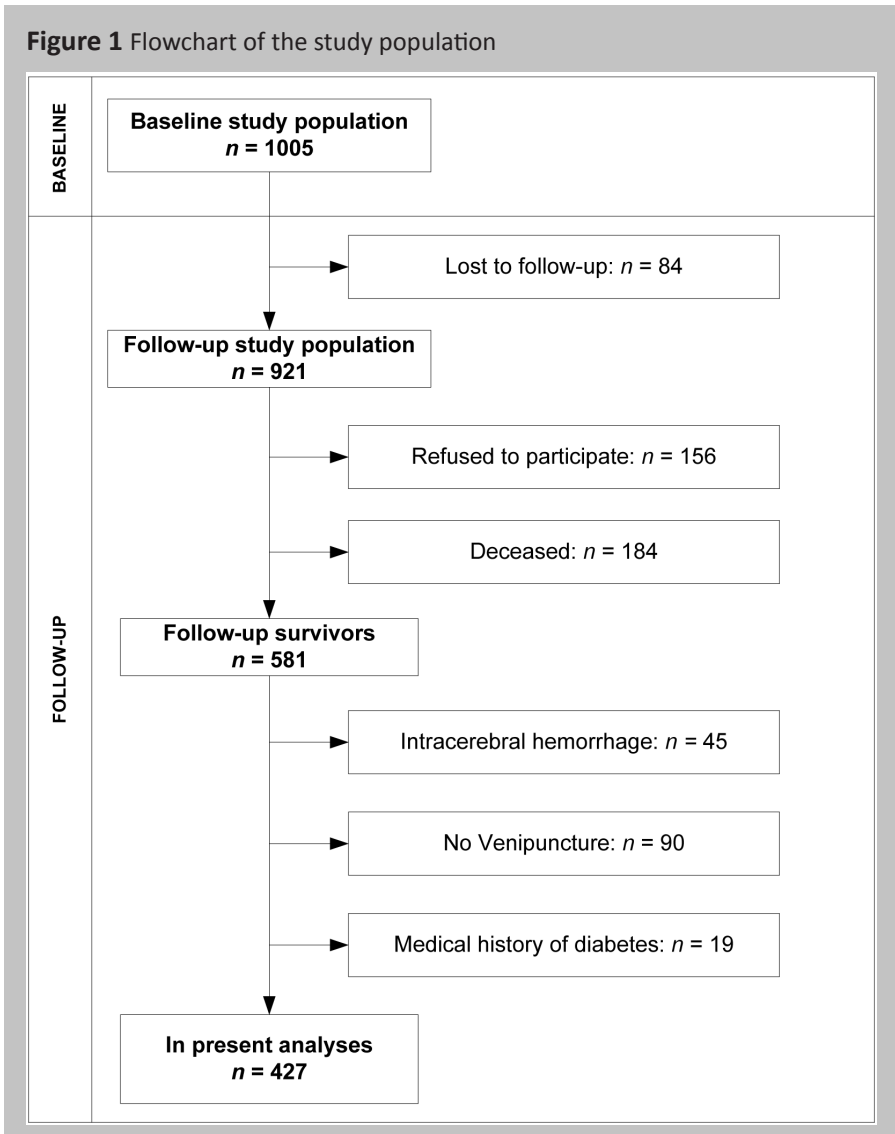 Figure 1 Flowchart of the study population
BASELINE
Baseline study population
n = 1005
FOLLOW-UP
Lost to follow-up: n = 84
Follow-up study population
n = 921
Refused to participate: n = 156
Deceased: n = 184
Follow-up survivors
n = 581
Intracerebral hemorrhage: n = 45
No Venipuncture: n = 90
Medical history of diabetes: n = 19
In present analyses
n = 427